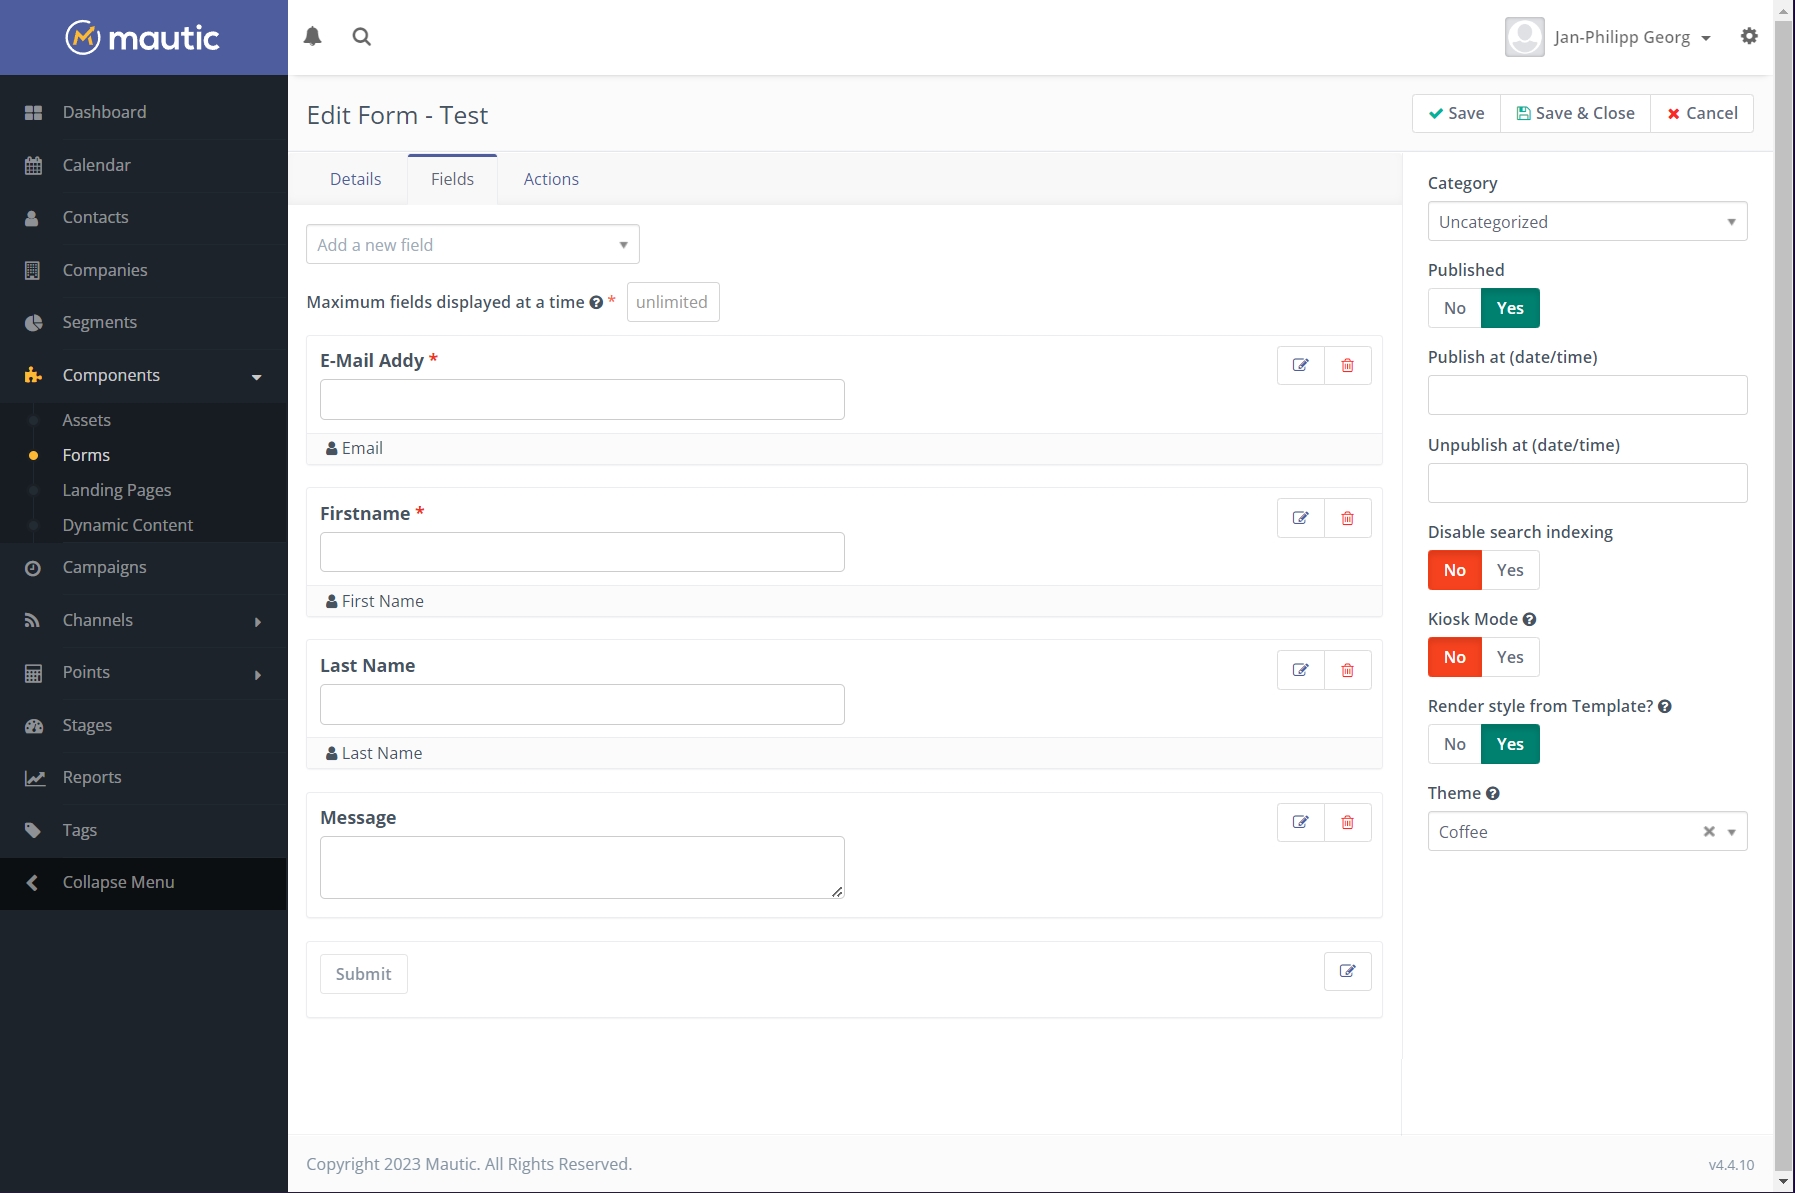 mautic
Jan-Philipp Georg
Dashboard
Calendar
Contacts
Companies
Segments
Components
Assets
Forms
Landing Pages
Dynamic Content
Campaigns
Channels
Points
Stages
Reports
Tags
Collapse Menu
Edit Form - Test
Save
Save & Close
Cancel
Details
Fields
Actions
Add a new field
Maximum fields displayed at a time * unlimited
E-Mail Addy *
Email
Firstname *
First Name
Last Name
Last Name
Message
Submit
Category
Uncategorized
Published
No Yes
Publish at (date/time)
Unpublish at (date/time)
Disable search indexing
No Yes
Kiosk Mode
No Yes
Render style from Template?
No Yes
Theme
Coffee
Copyright 2023 Mautic. All Rights Reserved.
v4.4.10